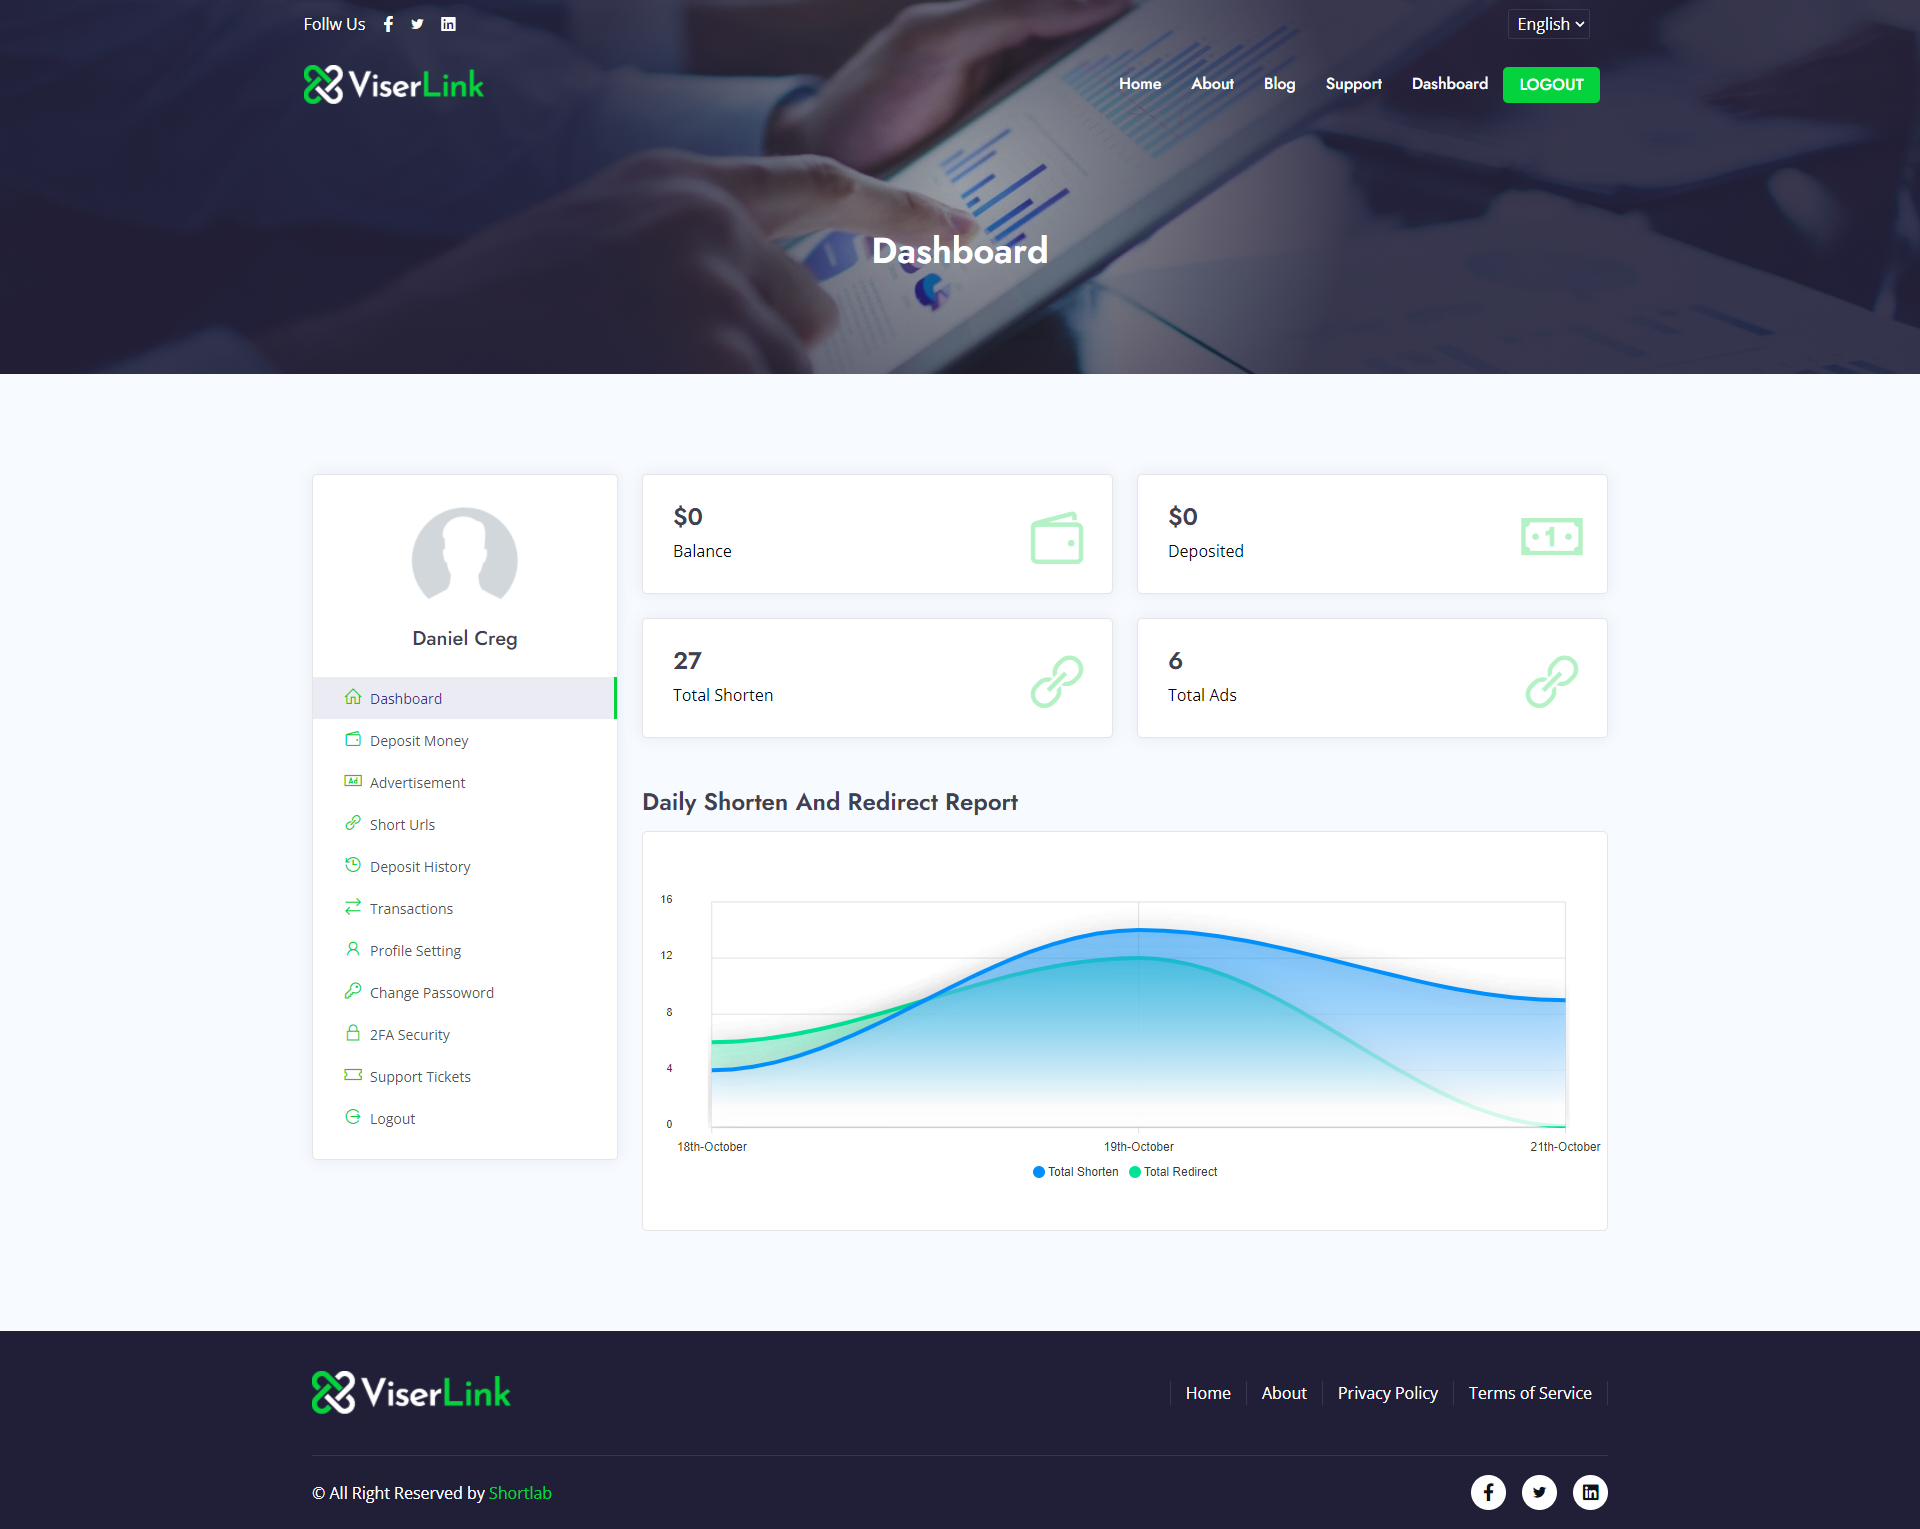 Follw Us
English
ViserLink
Home About Blog Support Dashboard LOGOUT
Dashboard
Daniel Creg
Dashboard
Deposit Money
Ad Advertisement
Short Urls
Deposit History
Transactions
Profile Setting
Change Passoword
2FA Security
Support Tickets
Logout
$0
Balance
$0
Deposited
1
27
Total Shorten
6
Total Ads
Daily Shorten And Redirect Report
16
12
8
4
0
18th-October 19th-October 21th-October
Total Shorten Total Redirect
ViserLink
Home About Privacy Policy Terms of Service
© All Right Reserved by Shortlab